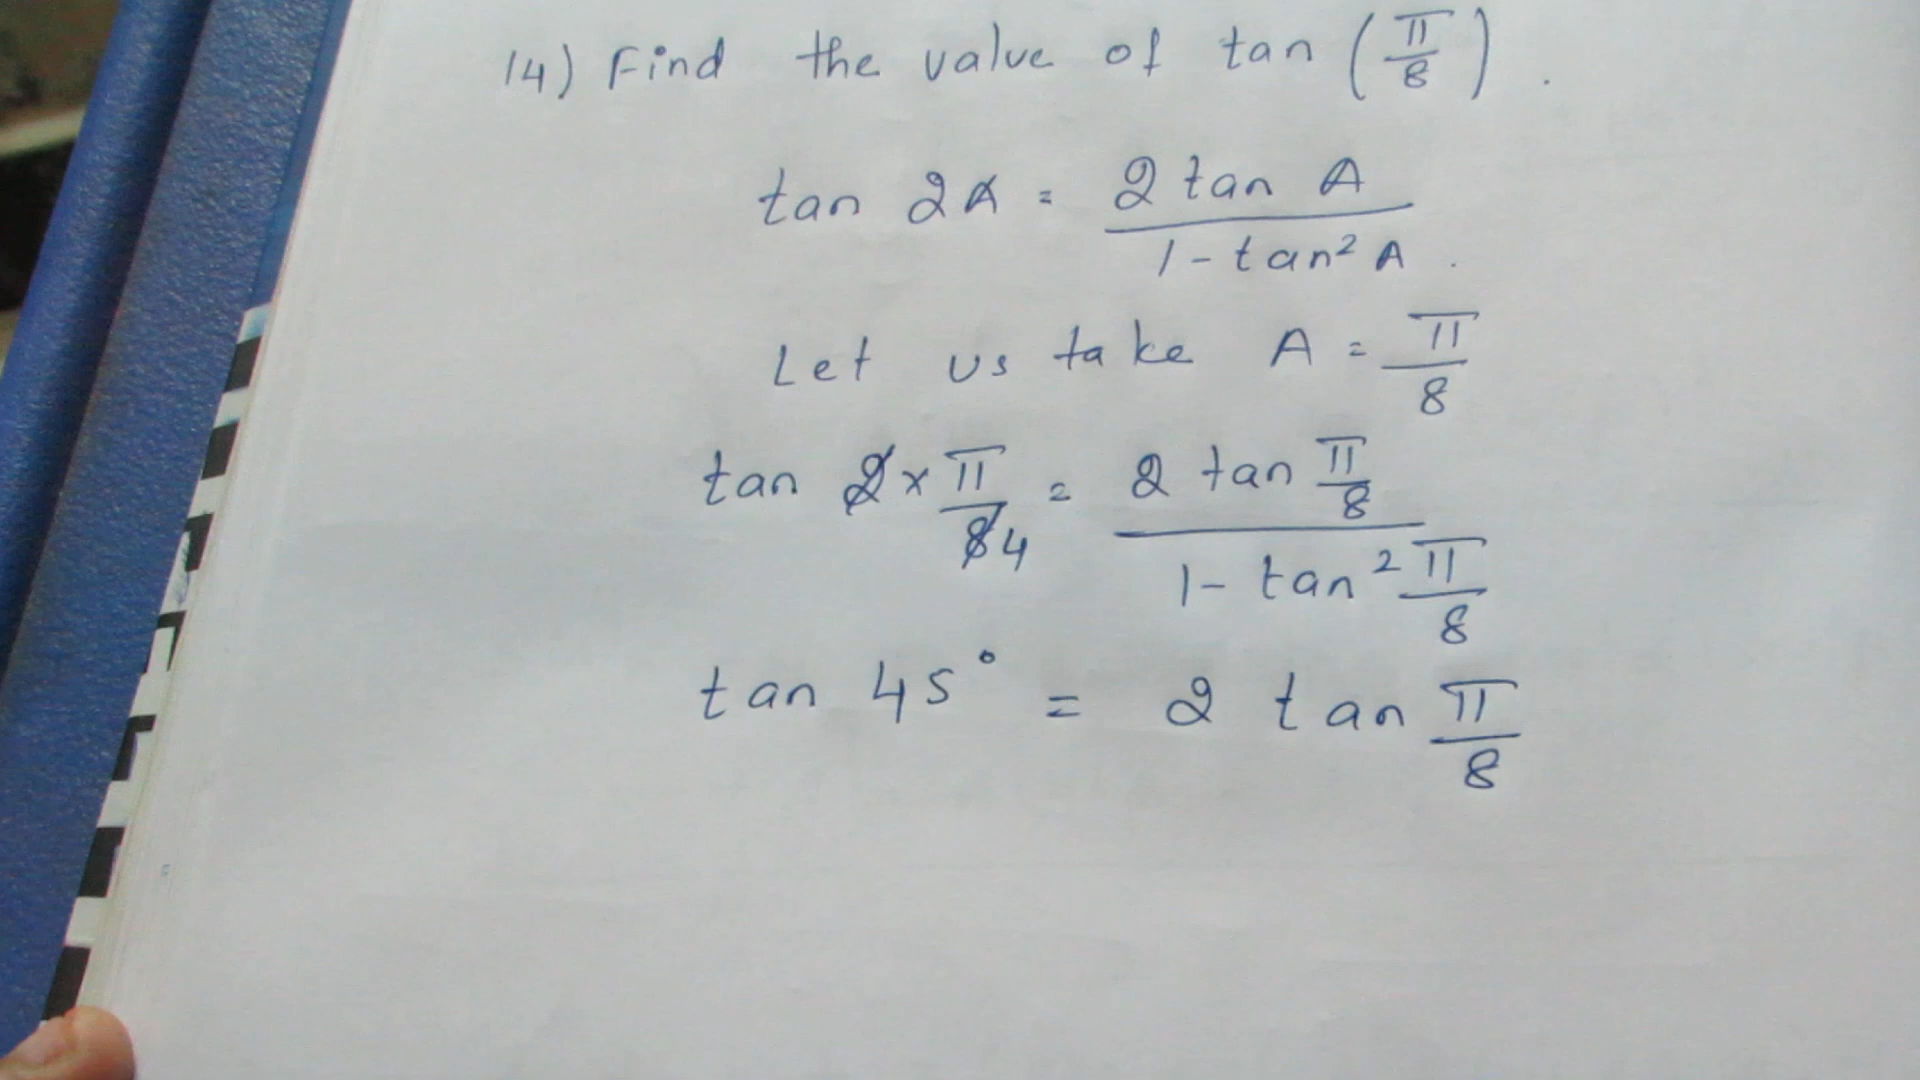 14) Find the value of tan (π/8).
tan 2A = 2 tan A / 1 - tan² A.
Let us take A = π/8
tan 2 × π/8 4 = 2 tan π/8 / 1 - tan² π/8
tan 45° = 2 tan π/8